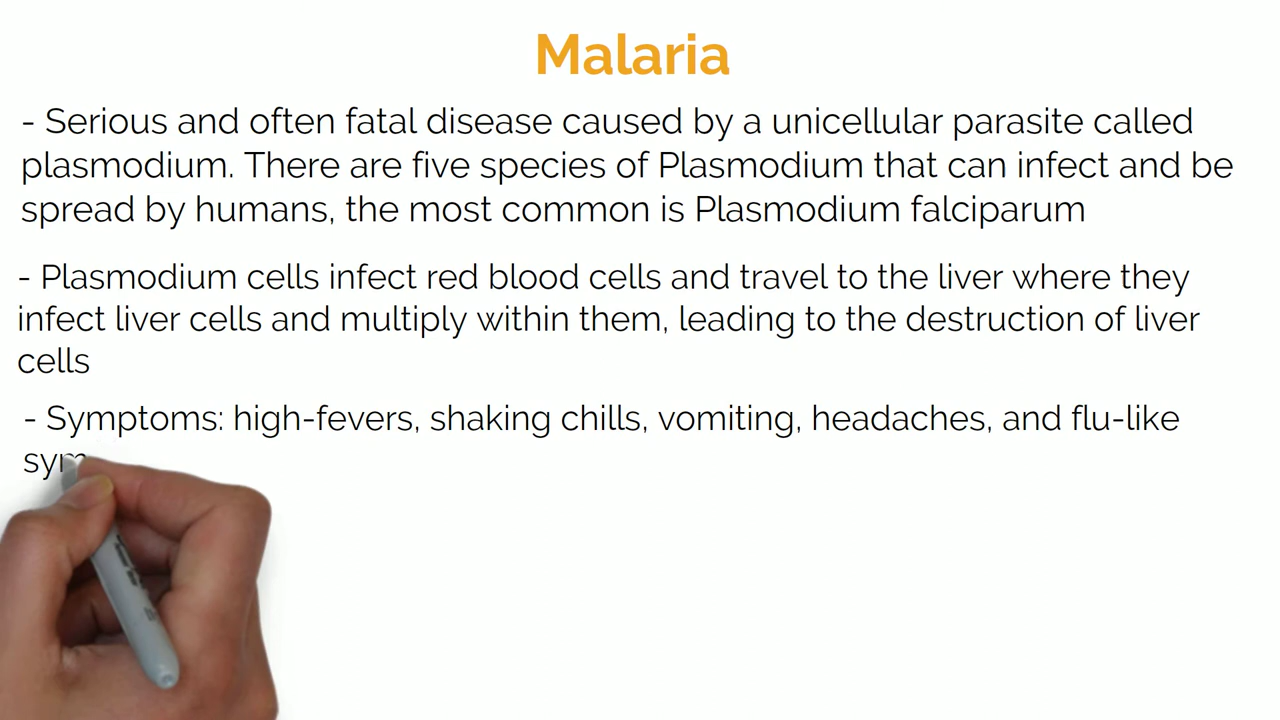 Malaria
- Serious and often fatal disease caused by a unicellular parasite called
plasmodium. There are five species of Plasmodium that can infect and be
spread by humans, the most common is Plasmodium falciparum
- Plasmodium cells infect red blood cells and travel to the liver where they
infect liver cells and multiply within them, leading to the destruction of liver
cells
- Symptoms: high-fevers, shaking chills, vomiting, headaches, and flu-like
sym